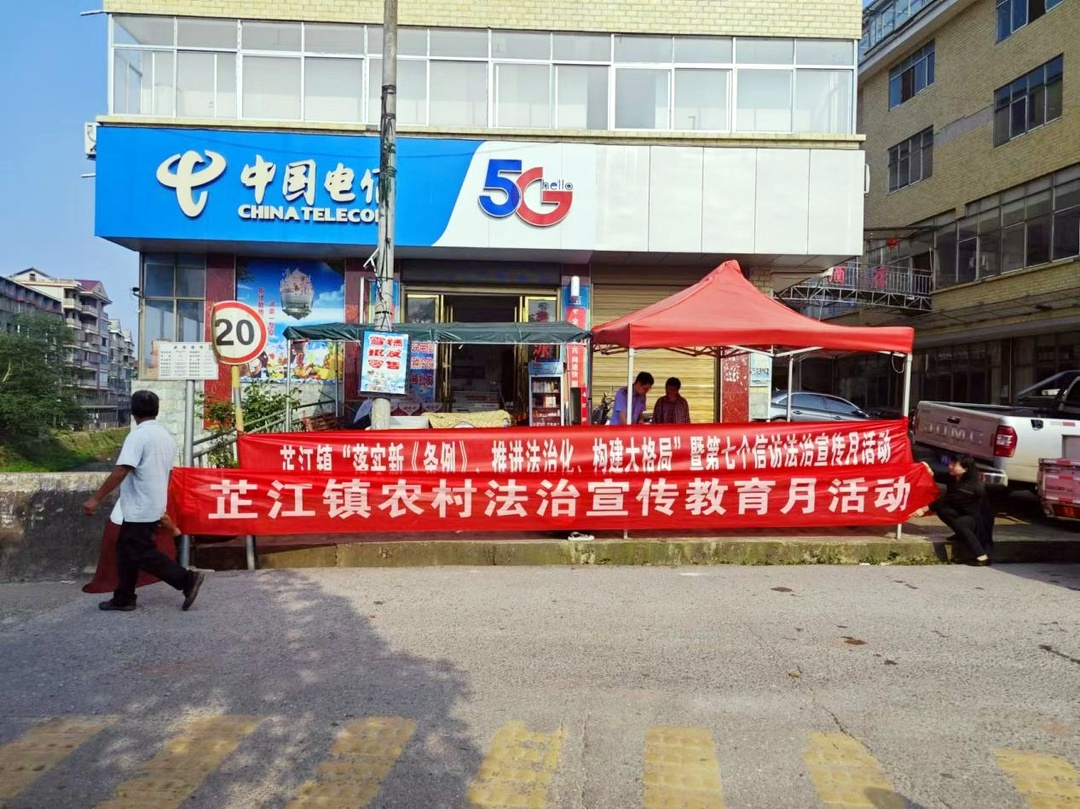 中国电信
CHINA TELECOM
5G
hello
20
芷江镇“落实新《条例》、推进法治化、构建大格局”暨第七个信访法治宣传月活动
芷江镇农村法治宣传教育月活动